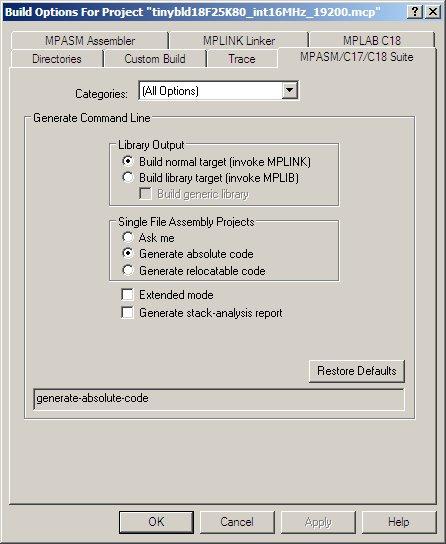 Build Options For Project "tinybld18F25K80_int16MHz_19200.mcp"
MPASM Assembler MPLINK Linker MPLAB C18
Directories Custom Build Trace MPASM/C17/C18 Suite
Categories: (All Options)
Generate Command Line
Library Output
Build normal target (invoke MPLINK)
Build library target (invoke MPLIB)
Build generic library
Single File Assembly Projects
Ask me
Generate absolute code
Generate relocatable code
Extended mode
Generate stack-analysis report
Restore Defaults
generate-absolute-code
OK Cancel Apply Help